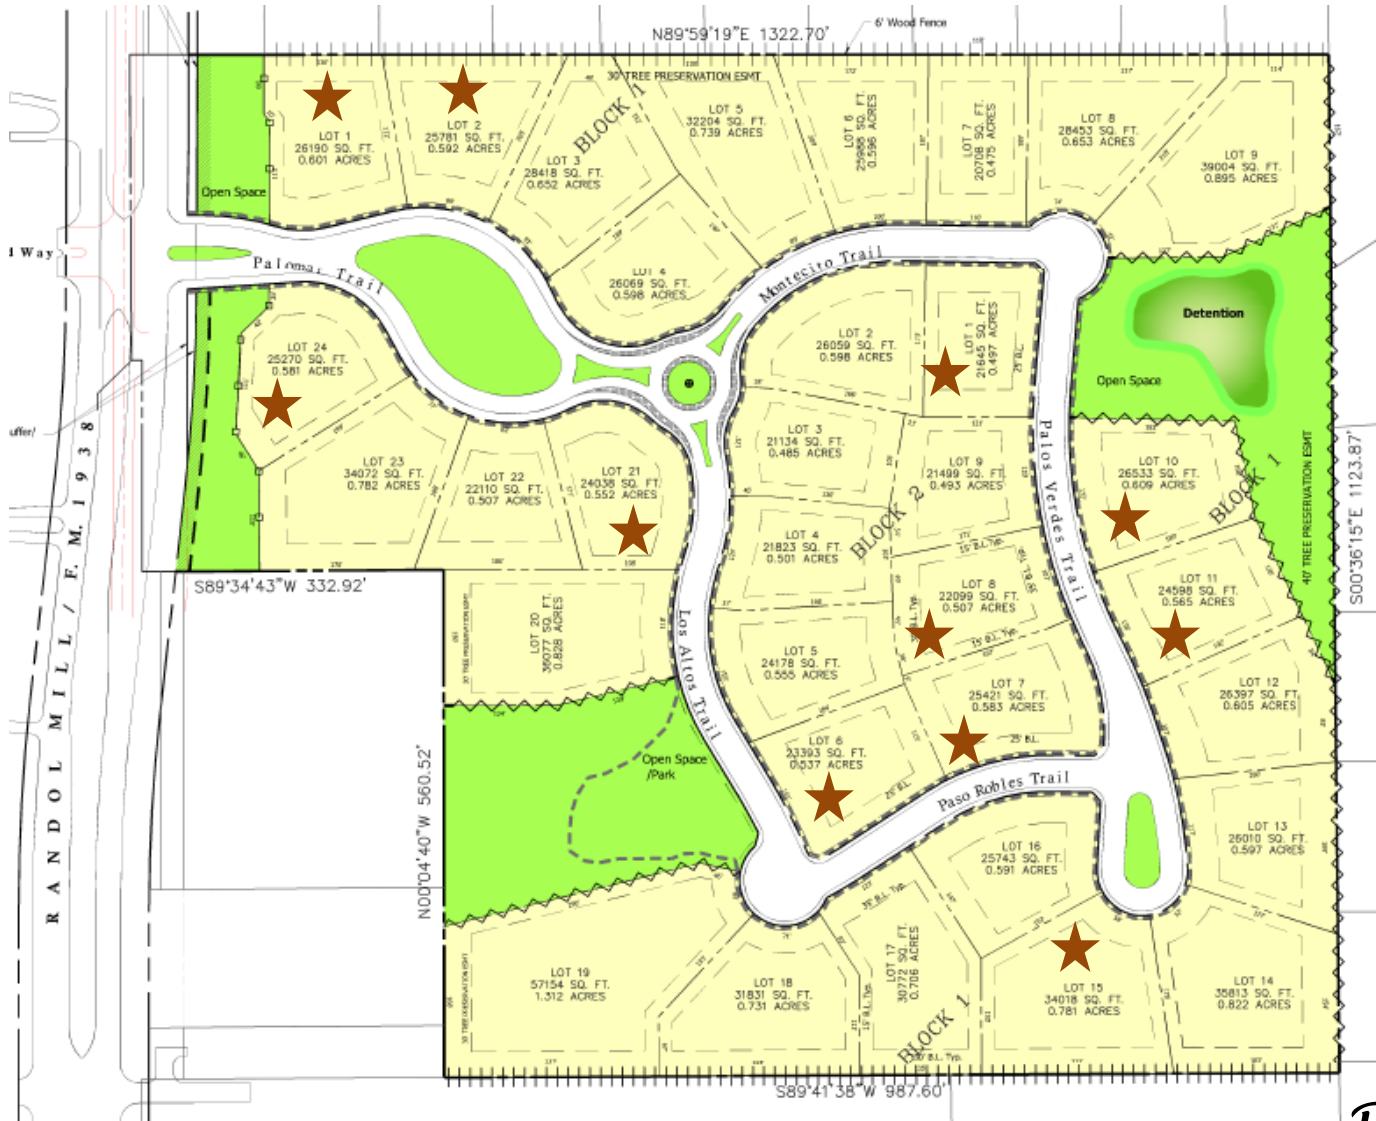 6' Wood Fence
N89°59'19"E 1322.70'
30' TREE PRESERVATION ESMT
BLOCK 1
LOT 1
26190 SQ. FT.
0.601 ACRES
LOT 2
25781 SQ. FT.
0.592 ACRES
LOT 3
28418 SQ. FT.
0.652 ACRES
LOT 4
26069 SQ. FT.
0.598 ACRES
LOT 5
32204 SQ. FT.
0.739 ACRES
LOT 6
25988 SQ. FT.
0.596 ACRES
LOT 7
20708 SQ. FT.
0.475 ACRES
LOT 8
28453 SQ. FT.
0.653 ACRES
LOT 9
39004 SQ. FT.
0.895 ACRES
Open Space
Way
Palomar Trail
Montecito Trail
Detention
Open Space
LOT 24
25270 SQ. FT.
0.581 ACRES
LOT 2
26059 SQ. FT.
0.598 ACRES
LOT 1
21645 SQ. FT.
0.497 ACRES
25' B.L.
LOT 23
34072 SQ. FT.
0.782 ACRES
LOT 22
22110 SQ. FT.
0.507 ACRES
LOT 21
24038 SQ. FT.
0.552 ACRES
LOT 3
21134 SQ. FT.
0.485 ACRES
LOT 9
21499 SQ. FT.
0.493 ACRES
Palos Verdes Trail
LOT 10
26533 SQ. FT.
0.609 ACRES
BLOCK 1
40' TREE PRESERVATION ESMT
S00°36'15"E 1123.87'
RANDOL MILL / F.M. 1938
S89°34'43"W 332.92'
BLOCK 2
LOT 4
21823 SQ. FT.
0.501 ACRES
15' B.L. Typ.
LOT 8
22099 SQ. FT.
0.507 ACRES
15' B.L. Typ.
LOT 11
24598 SQ. FT.
0.565 ACRES
LOT 20
36077 SQ. FT.
0.828 ACRES
Los Altos Trail
LOT 5
24178 SQ. FT.
0.555 ACRES
LOT 7
25421 SQ. FT.
0.583 ACRES
25' B.L.
LOT 12
26397 SQ. FT.
0.605 ACRES
LOT 6
23393 SQ. FT.
0.537 ACRES
25' B.L.
Open Space
/Park
N00°04'40"W 560.52'
Paso Robles Trail
LOT 13
26010 SQ. FT.
0.597 ACRES
LOT 16
25743 SQ. FT.
0.591 ACRES
35' B.L. Typ.
LOT 17
30772 SQ. FT.
0.706 ACRES
15' B.L. Typ.
LOT 19
57154 SQ. FT.
1.312 ACRES
LOT 18
31831 SQ. FT.
0.731 ACRES
LOT 15
34018 SQ. FT.
0.781 ACRES
LOT 14
35813 SQ. FT.
0.822 ACRES
BLOCK 1
S89°41'38"W 987.60'